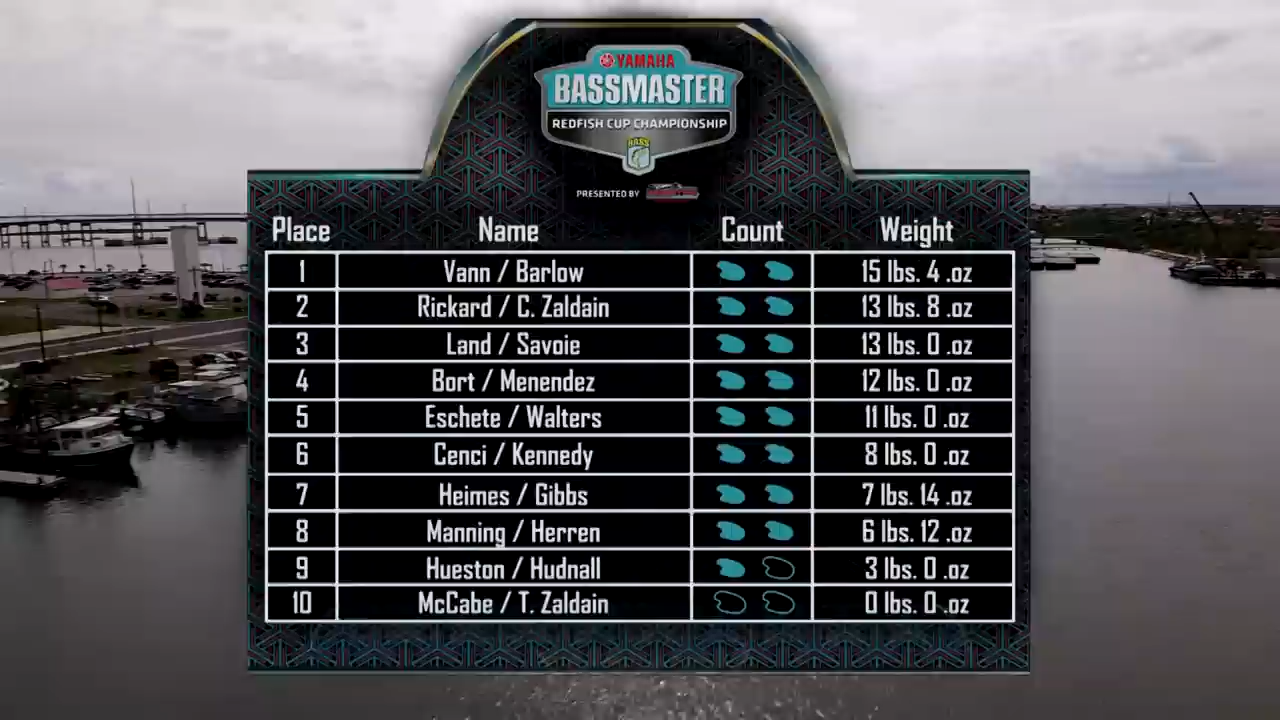 YAMAHA
BASSMASTER
REDFISH CUP CHAMPIONSHIP
BASS
PRESENTED BY
Place Name Count Weight
1 Vann / Barlow 15 lbs. 4 .oz
2 Rickard / C. Zaldain 13 lbs. 8 .oz
3 Land / Savoie 13 lbs. 0 .oz
4 Bort / Menendez 12 lbs. 0 .oz
5 Eschete / Walters 11 lbs. 0 .oz
6 Cenci / Kennedy 8 lbs. 0 .oz
7 Heimes / Gibbs 7 lbs. 14 .oz
8 Manning / Herren 6 lbs. 12 .oz
9 Hueston / Hudnall 3 lbs. 0 .oz
10 McCabe / T. Zaldain 0 lbs. 0 .oz